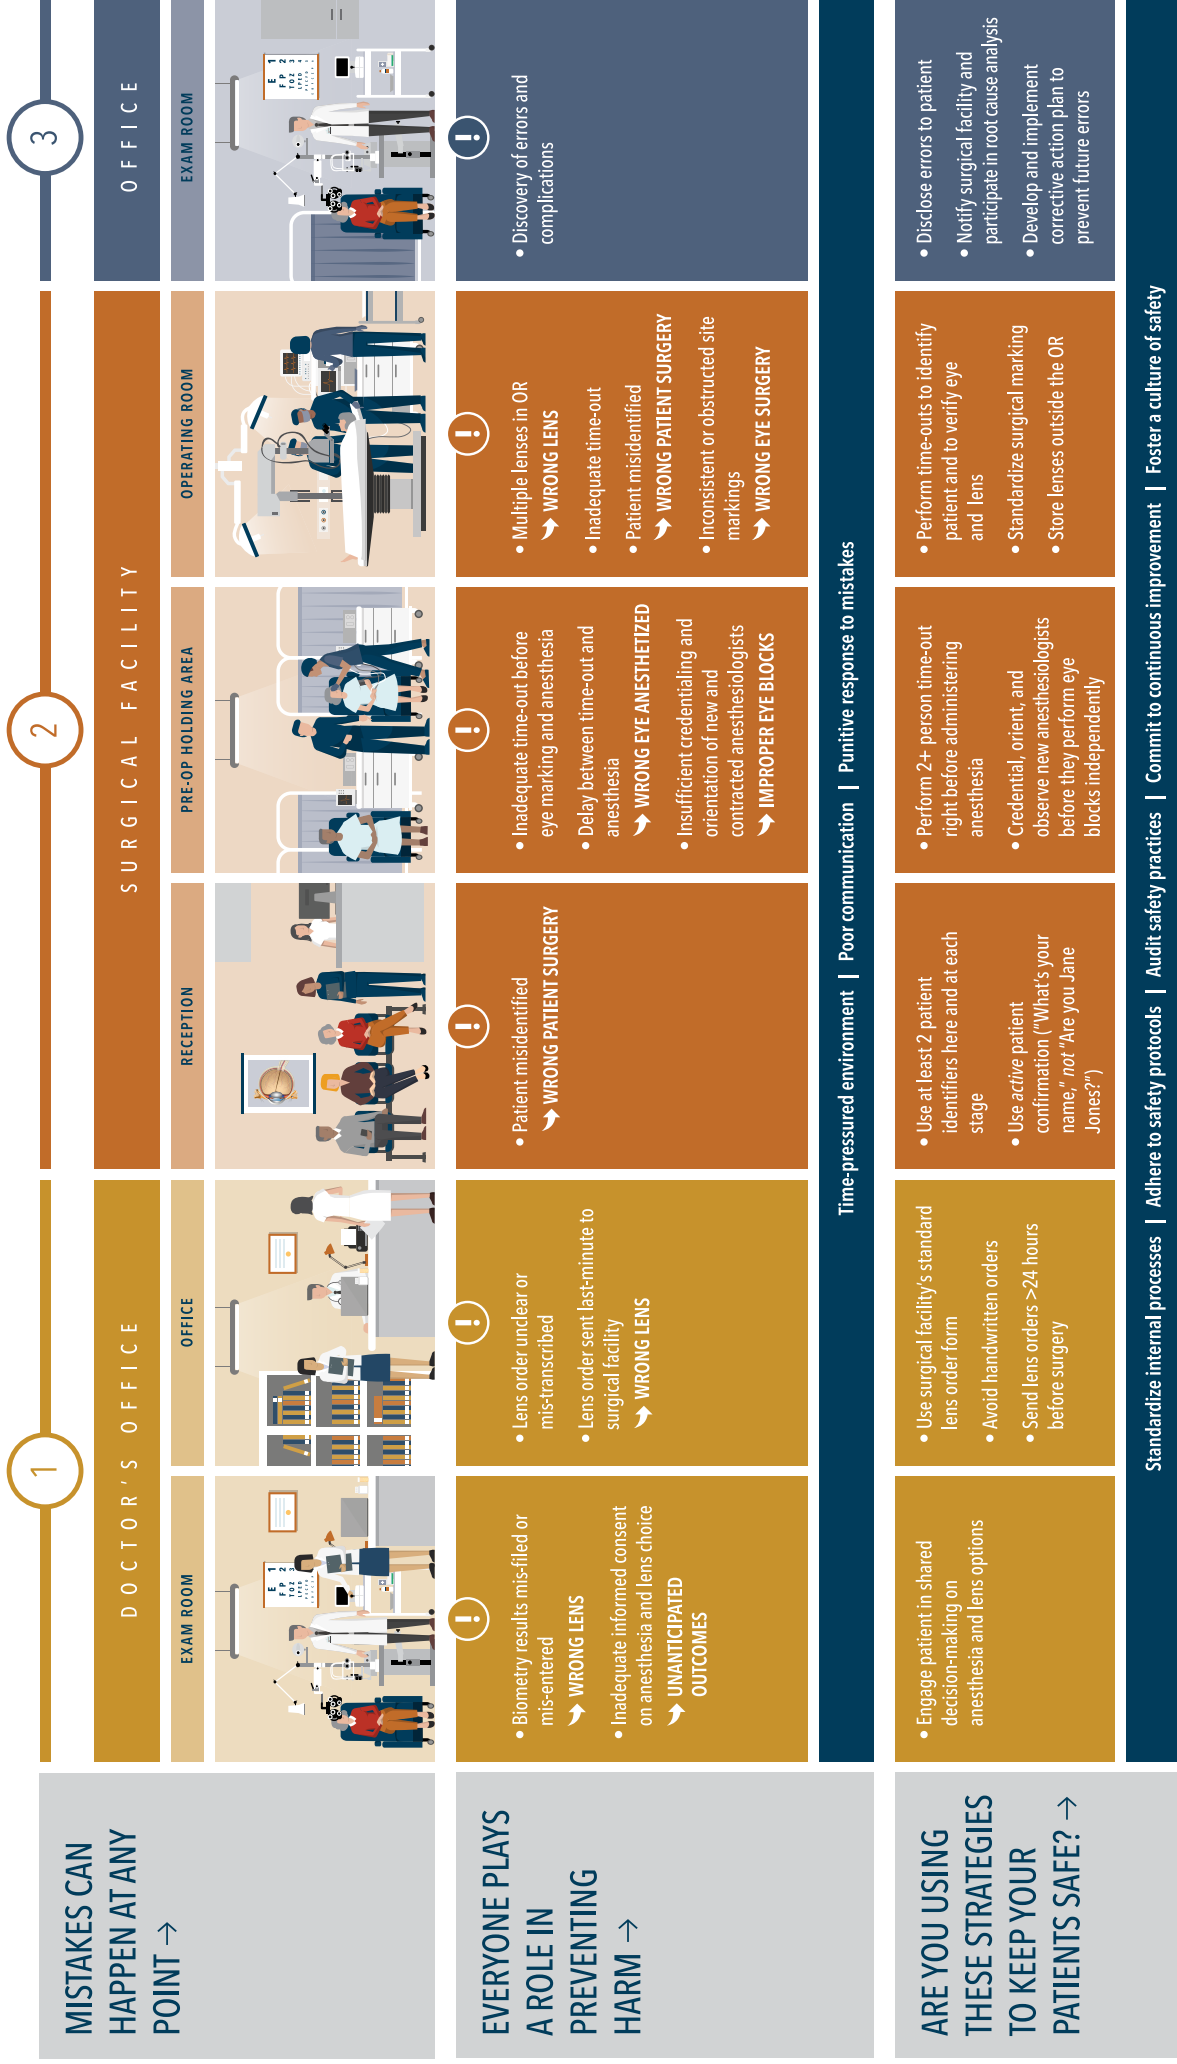 1
2
3
DOCTOR'S OFFICE
SURGICAL FACILITY
OFFICE
MISTAKES CAN
HAPPEN AT ANY
POINT →
EXAM ROOM
OFFICE
RECEPTION
PRE-OP HOLDING AREA
OPERATING ROOM
EXAM ROOM
E 1
F P 2
T O Z 3
L P E D 4
E 1
F P 2
T O Z 3
L P E D 4
EVERYONE PLAYS
A ROLE IN
PREVENTING
HARM →
!
• Biometry results mis-filed or
mis-entered
WRONG LENS
• Inadequate informed consent
on anesthesia and lens choice
UNANTICIPATED
OUTCOMES
!
• Lens order unclear or
mis-transcribed
• Lens order sent last-minute to
surgical facility
WRONG LENS
!
• Patient misidentified
WRONG PATIENT SURGERY
!
• Inadequate time-out before
eye marking and anesthesia
• Delay between time-out and
anesthesia
WRONG EYE ANESTHETIZED
• Insufficient credentialing and
orientation of new and
contracted anesthesiologists
IMPROPER EYE BLOCKS
!
• Multiple lenses in OR
WRONG LENS
• Inadequate time-out
• Patient misidentified
WRONG PATIENT SURGERY
• Inconsistent or obstructed site
markings
WRONG EYE SURGERY
!
• Discovery of errors and
complications
Time-pressured environment | Poor communication | Punitive response to mistakes
ARE YOU USING
THESE STRATEGIES
TO KEEP YOUR
PATIENTS SAFE? →
• Engage patient in shared
decision-making on
anesthesia and lens options
• Use surgical facility's standard
lens order form
• Avoid handwritten orders
• Send lens orders >24 hours
before surgery
• Use at least 2 patient
identifiers here and at each
stage
• Use active patient
confirmation ("What's your
name," not "Are you Jane
Jones?")
• Perform 2+ person time-out
right before administering
anesthesia
• Credential, orient, and
observe new anesthesiologists
before they perform eye
blocks independently
• Perform time-outs to identify
patient and to verify eye
and lens
• Standardize surgical marking
• Store lenses outside the OR
• Disclose errors to patient
• Notify surgical facility and
participate in root cause analysis
• Develop and implement
corrective action plan to
prevent future errors
Standardize internal processes | Adhere to safety protocols | Audit safety practices | Commit to continuous improvement | Foster a culture of safety